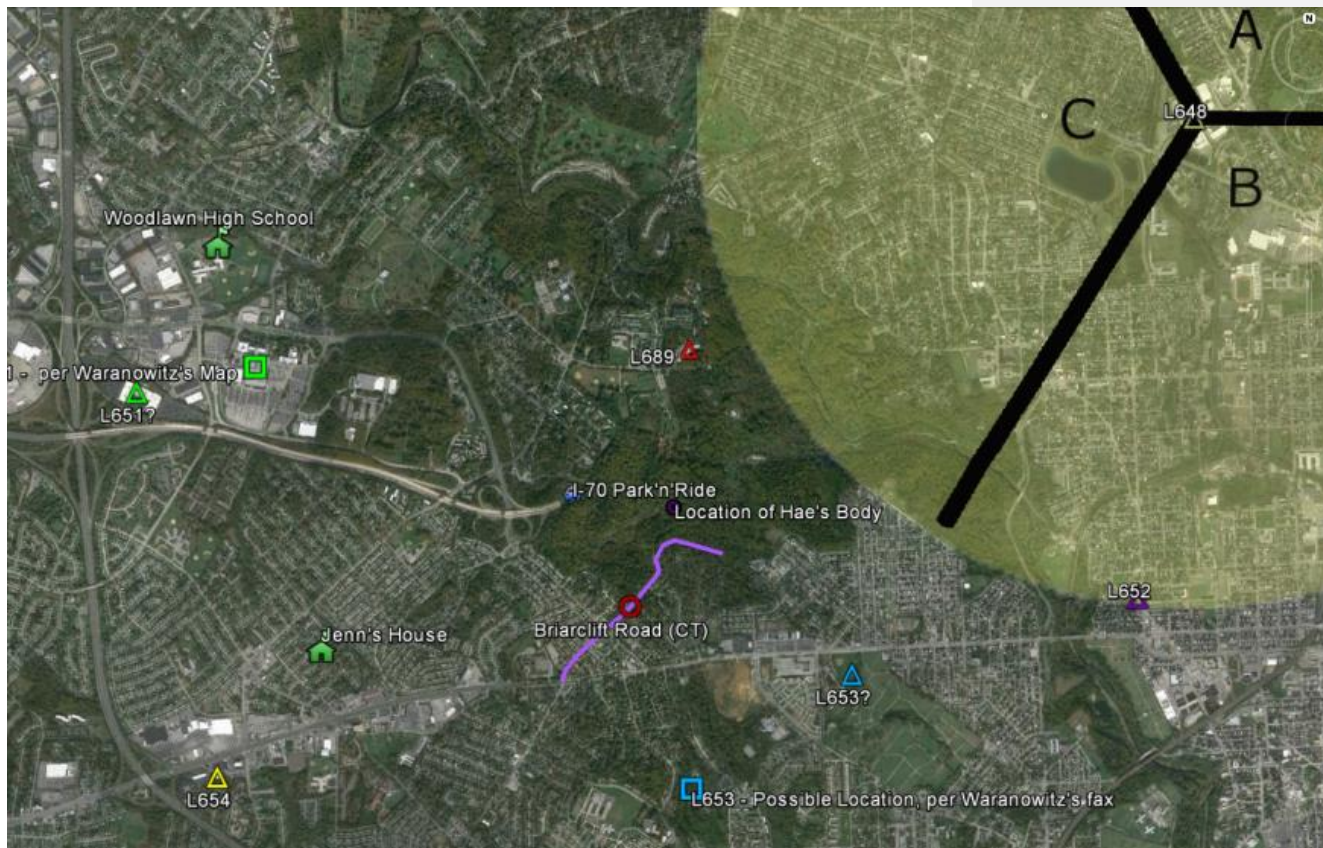 N
A
L648
C
B
Woodlawn High School
L689
1 - per Waranowitz's Map
L651?
I-70 Park'n'Ride
Location of Hae's Body
L652
Briarclift Road (CT)
Jenn's House
L653?
L654
L653 - Possible Location, per Waranowitz's fax